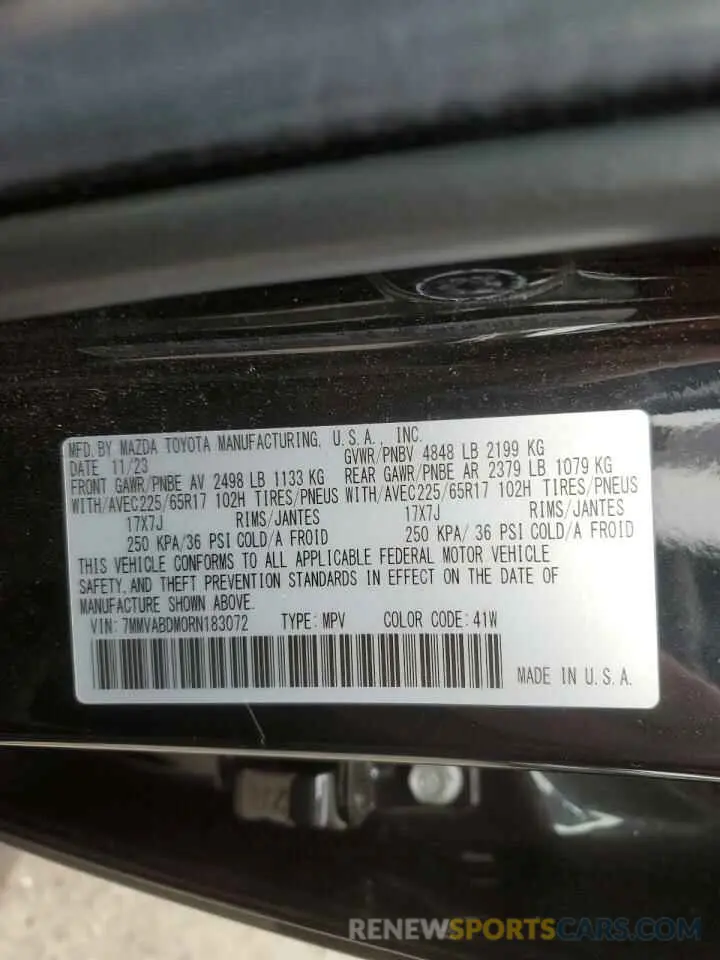 MFD. BY MAZDA TOYOTA MANUFACTURING, U.S.A., INC.
DATE 11/23 GVWR/PNBV 4848 LB 2199 KG
FRONT GAWR/PNBE AV 2498 LB 1133 KG REAR GAWR/PNBE AR 2379 LB 1079 KG
WITH/AVEC225/65R17 102H TIRES/PNEUS WITH/AVEC225/65R17 102H TIRES/PNEUS
17X7J RIMS/JANTES 17X7J RIMS/JANTES
250 KPA/36 PSI COLD/A FROID 250 KPA/ 36 PSI COLD/A FROID
THIS VEHICLE CONFORMS TO ALL APPLICABLE FEDERAL MOTOR VEHICLE
SAFETY, AND THEFT PREVENTION STANDARDS IN EFFECT ON THE DATE OF
MANUFACTURE SHOWN ABOVE.
VIN: 7MMVABDM0RN183072 TYPE: MPV COLOR CODE: 41W
MADE IN U.S.A.
RENEWSPORTSCARS.COM